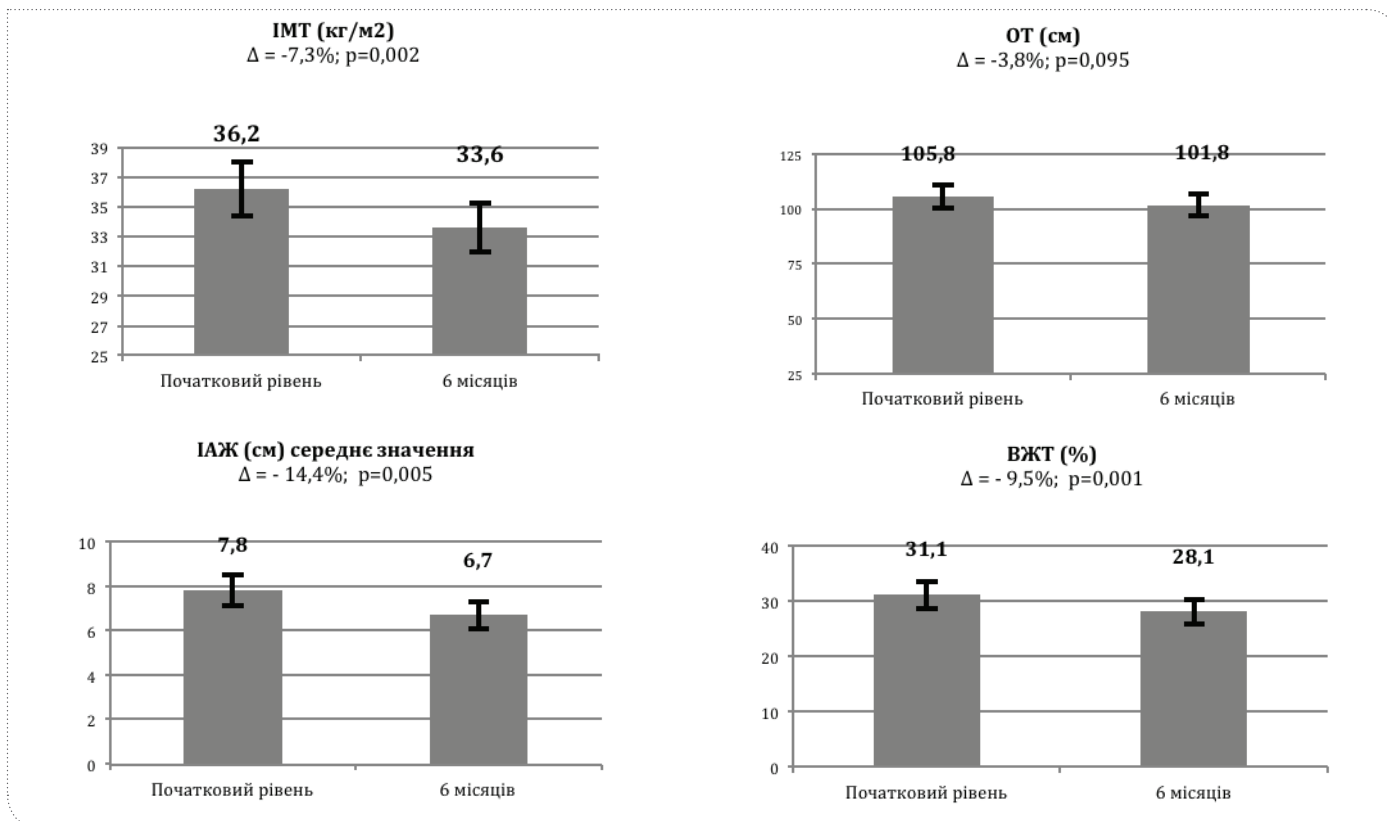 ІМТ (кг/м2)
Δ = -7,3%; p=0,002
36,2
33,6
39
37
35
33
31
29
27
25
Початковий рівень
6 місяців
ОТ (см)
Δ = -3,8%; p=0,095
105,8
101,8
125
100
75
50
25
Початковий рівень
6 місяців
ІАЖ (см) середнє значення
Δ = - 14,4%; p=0,005
7,8
6,7
10
8
6
4
2
0
Початковий рівень
6 місяців
ВЖТ (%)
Δ = - 9,5%; p=0,001
31,1
28,1
40
30
20
10
0
Початковий рівень
6 місяців